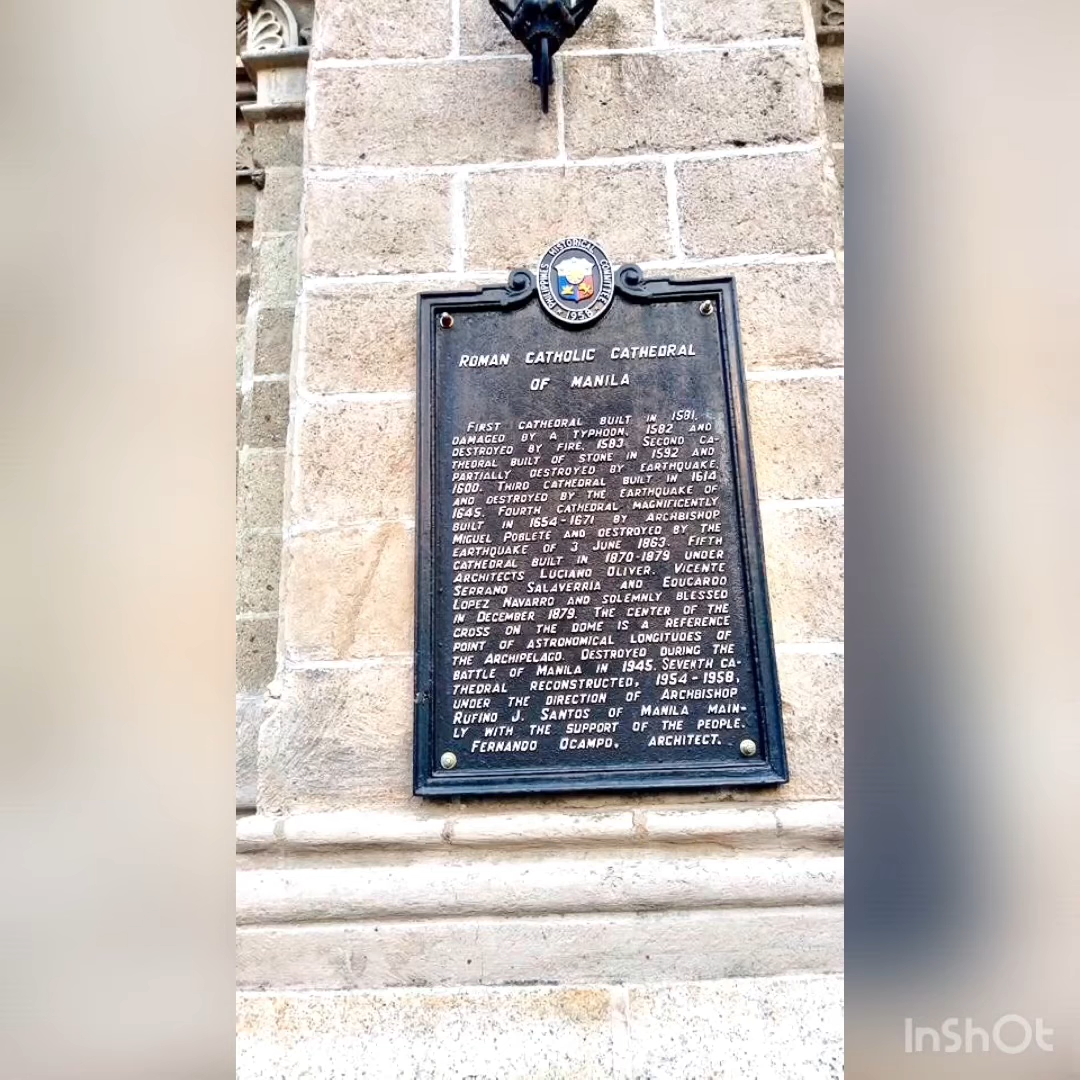 PHILIPPINES HISTORICAL COMMITTEE
1958
ROMAN CATHOLIC CATHEDRAL
OF MANILA
FIRST CATHEDRAL BUILT IN 1581.
DAMAGED BY A TYPHOON, 1582 AND
DESTROYED BY FIRE, 1583. SECOND CA-
THEDRAL BUILT OF STONE IN 1592 AND
PARTIALLY DESTROYED BY EARTHQUAKE,
1600. THIRD CATHEDRAL BUILT IN 1614
AND DESTROYED BY THE EARTHQUAKE OF
1645. FOURTH CATHEDRAL MAGNIFICENTLY
BUILT IN 1654-1671 BY ARCHBISHOP
MIGUEL POBLETE AND DESTROYED BY THE
EARTHQUAKE OF 3 JUNE 1863. FIFTH
CATHEDRAL BUILT IN 1870-1879 UNDER
ARCHITECTS LUCIANO OLIVER, VICENTE
SERRANO SALAVERRIA AND EDUCARDO
LOPEZ NAVARRO AND SOLEMNLY BLESSED
IN DECEMBER 1879. THE CENTER OF THE
CROSS ON THE DOME IS A REFERENCE
POINT OF ASTRONOMICAL LONGITUDES OF
THE ARCHIPELAGO. DESTROYED DURING THE
BATTLE OF MANILA IN 1945. SEVENTH CA-
THEDRAL RECONSTRUCTED, 1954-1958,
UNDER THE DIRECTION OF ARCHBISHOP
RUFINO J. SANTOS OF MANILA MAIN-
LY WITH THE SUPPORT OF THE PEOPLE.
FERNANDO OCAMPO, ARCHITECT.
InShOt